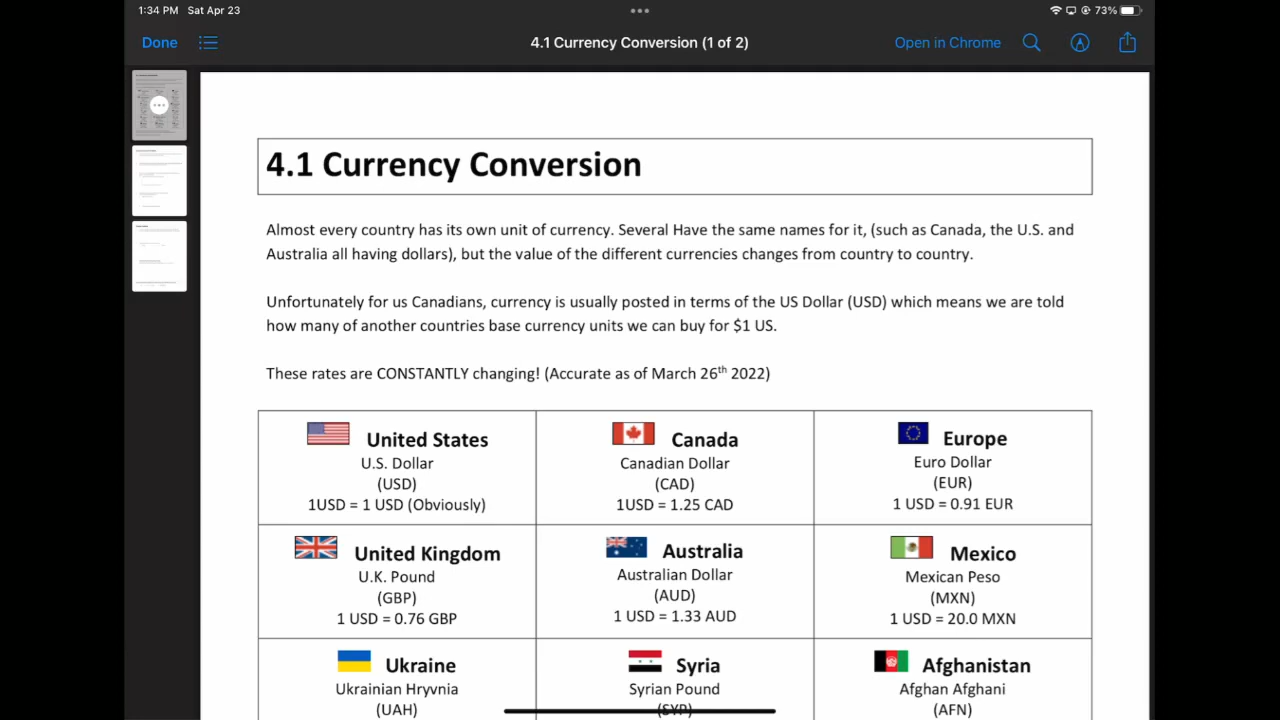 1:34 PM Sat Apr 23
73%
Done
4.1 Currency Conversion (1 of 2)
Open in Chrome
4.1 Currency Conversion
Almost every country has its own unit of currency. Several Have the same names for it, (such as Canada, the U.S. and
Australia all having dollars), but the value of the different currencies changes from country to country.
Unfortunately for us Canadians, currency is usually posted in terms of the US Dollar (USD) which means we are told
how many of another countries base currency units we can buy for $1 US.
These rates are CONSTANTLY changing! (Accurate as of March 26th 2022)
United States
U.S. Dollar
(USD)
1USD = 1 USD (Obviously)
Canada
Canadian Dollar
(CAD)
1USD = 1.25 CAD
Europe
Euro Dollar
(EUR)
1 USD = 0.91 EUR
United Kingdom
U.K. Pound
(GBP)
1 USD = 0.76 GBP
Australia
Australian Dollar
(AUD)
1 USD = 1.33 AUD
Mexico
Mexican Peso
(MXN)
1 USD = 20.0 MXN
Ukraine
Ukrainian Hryvnia
(UAH)
Syria
Syrian Pound
(SYP)
Afghanistan
Afghan Afghani
(AFN)